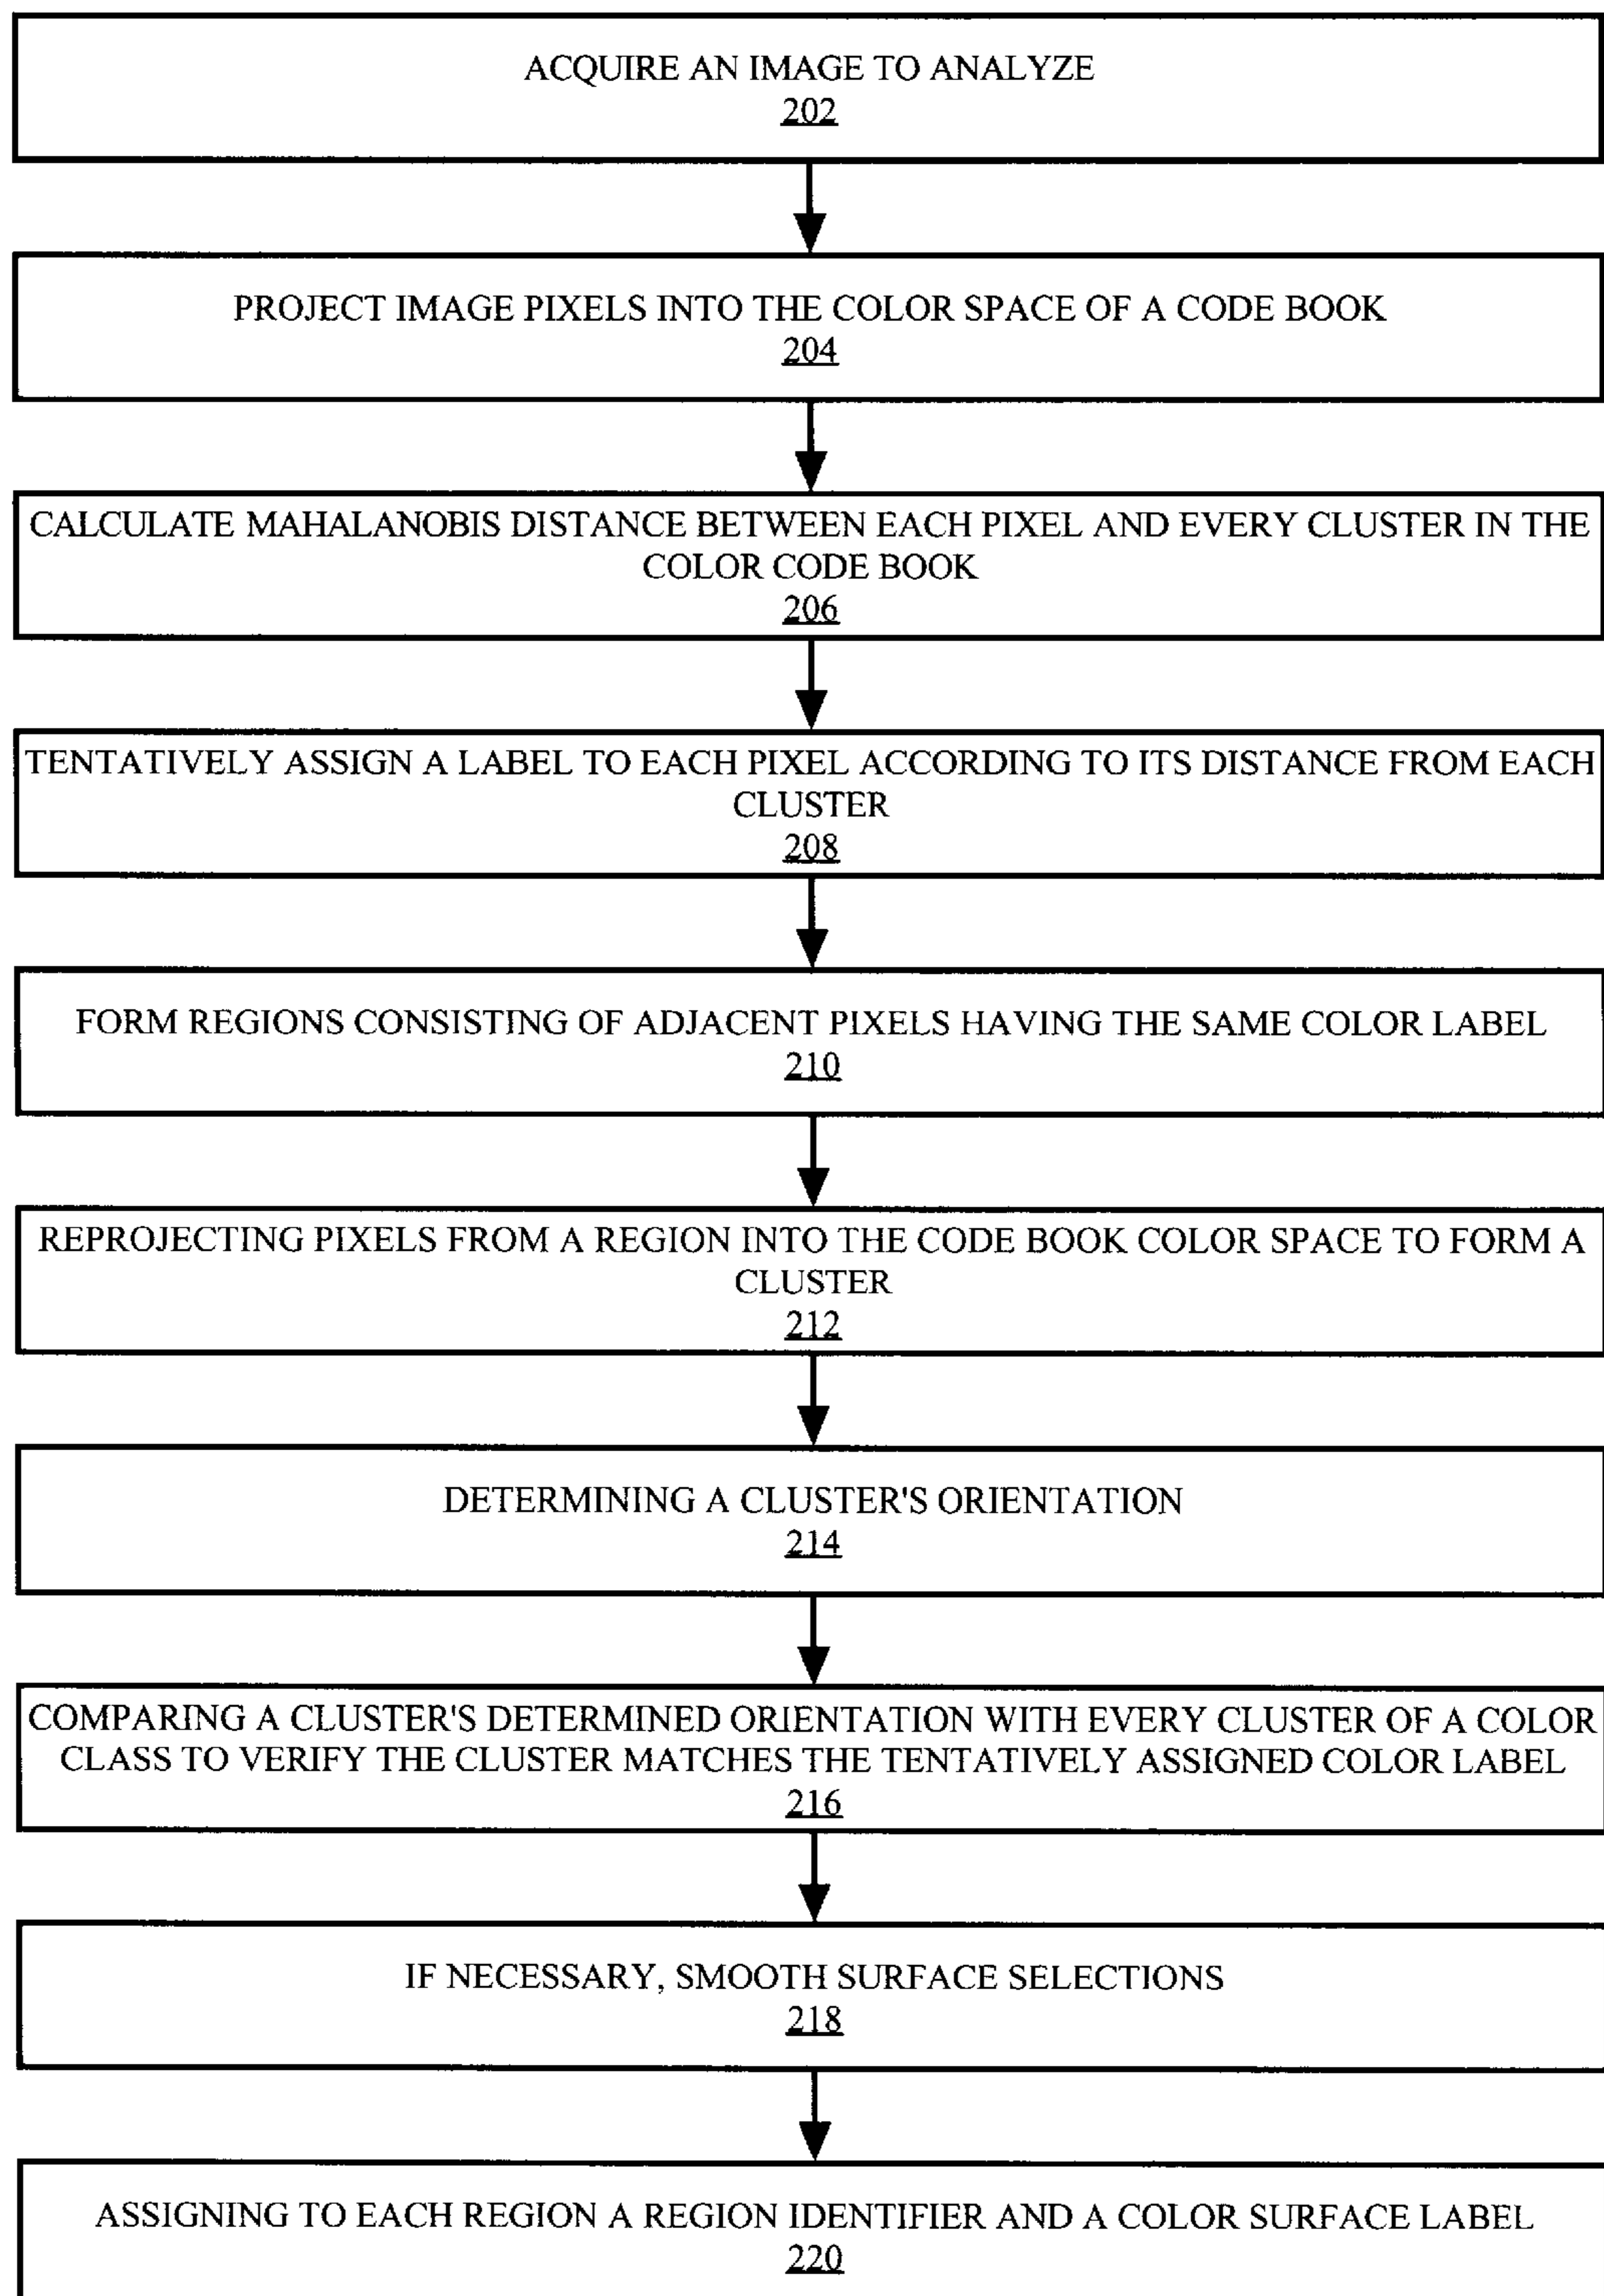 ACQUIRE AN IMAGE TO ANALYZE
202
PROJECT IMAGE PIXELS INTO THE COLOR SPACE OF A CODE BOOK
204
CALCULATE MAHALANOBIS DISTANCE BETWEEN EACH PIXEL AND EVERY CLUSTER IN THE
COLOR CODE BOOK
206
TENTATIVELY ASSIGN A LABEL TO EACH PIXEL ACCORDING TO ITS DISTANCE FROM EACH
CLUSTER
208
FORM REGIONS CONSISTING OF ADJACENT PIXELS HAVING THE SAME COLOR LABEL
210
REPROJECTING PIXELS FROM A REGION INTO THE CODE BOOK COLOR SPACE TO FORM A
CLUSTER
212
DETERMINING A CLUSTER'S ORIENTATION
214
COMPARING A CLUSTER'S DETERMINED ORIENTATION WITH EVERY CLUSTER OF A COLOR
CLASS TO VERIFY THE CLUSTER MATCHES THE TENTATIVELY ASSIGNED COLOR LABEL
216
IF NECESSARY, SMOOTH SURFACE SELECTIONS
218
ASSIGNING TO EACH REGION A REGION IDENTIFIER AND A COLOR SURFACE LABEL
220